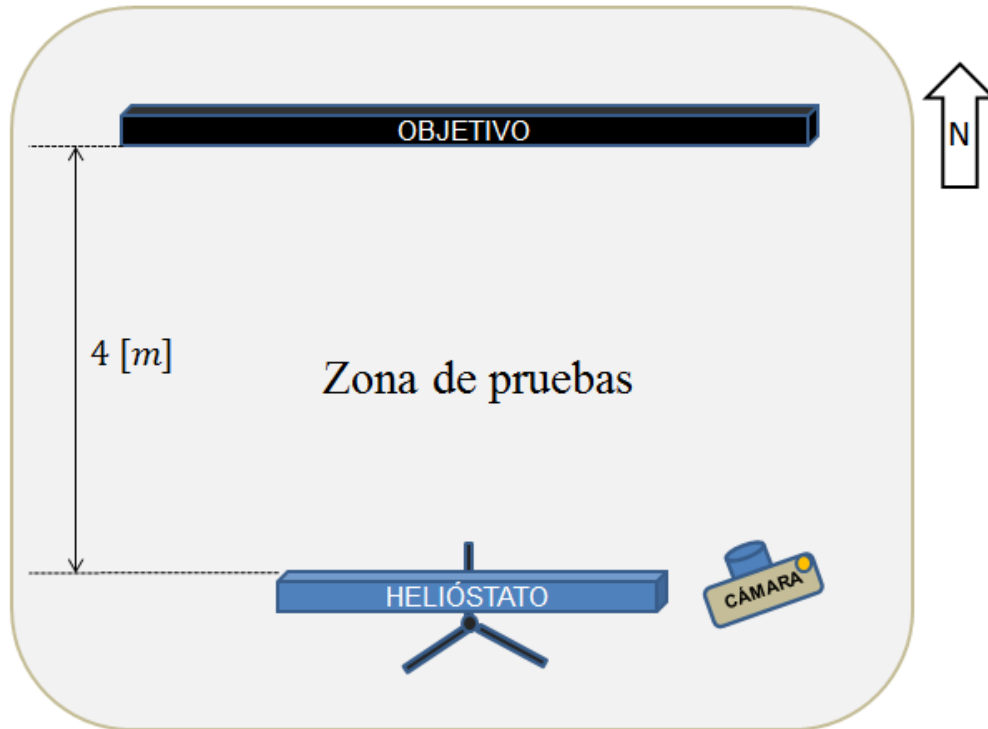 OBJETIVO
N
4 [m]
Zona de pruebas
HELIÓSTATO
CÁMARA